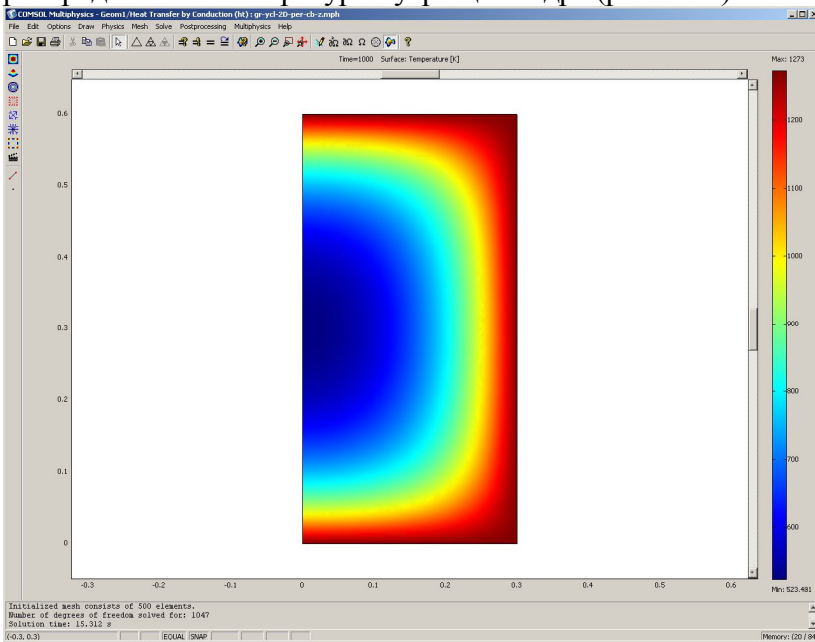 COMSOL Multiphysics - Geom1/Heat Transfer by Conduction (ht) : gr-ycl-2D-per-cb-z.mph
File Edit Options Draw Physics Mesh Solve Postprocessing Multiphysics Help
Time=1000 Surface: Temperature [K]
Max: 1273
0.6
0.5
0.4
0.3
0.2
0.1
0
-0.3 -0.2 -0.1 0 0.1 0.2 0.3 0.4 0.5 0.6
1200
1100
1000
900
800
700
600
Min: 523.481
Initialized mesh consists of 500 elements.
Number of degrees of freedom solved for: 1047
Solution time: 15.312 s
(-0.3, 0.3) EQUAL SNAP Memory: (20 / 84